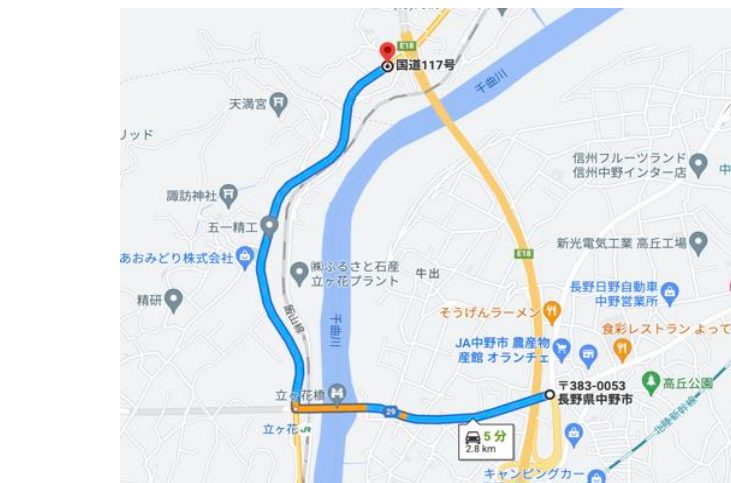 E18
国道117号
千曲川
天満宮
リッド
信州フルーツランド
信州中野インター店
中
諏訪神社
五一精工
あおみどり株式会社
㈱ふるさと石産
立ヶ花プラント
牛出
E18
新光電気工業 高丘工場
長野日野自動車
中野営業所
精研
飯山線
千曲川
そうげんラーメン
食彩レストラン よって
JA中野市 農産物
産館 オランチェ
〒383-0053
長野県中野市
高丘公園
立ヶ花橋
29
立ヶ花
JR
5 分
2.8 km
北陸新幹線
キャンピングカー